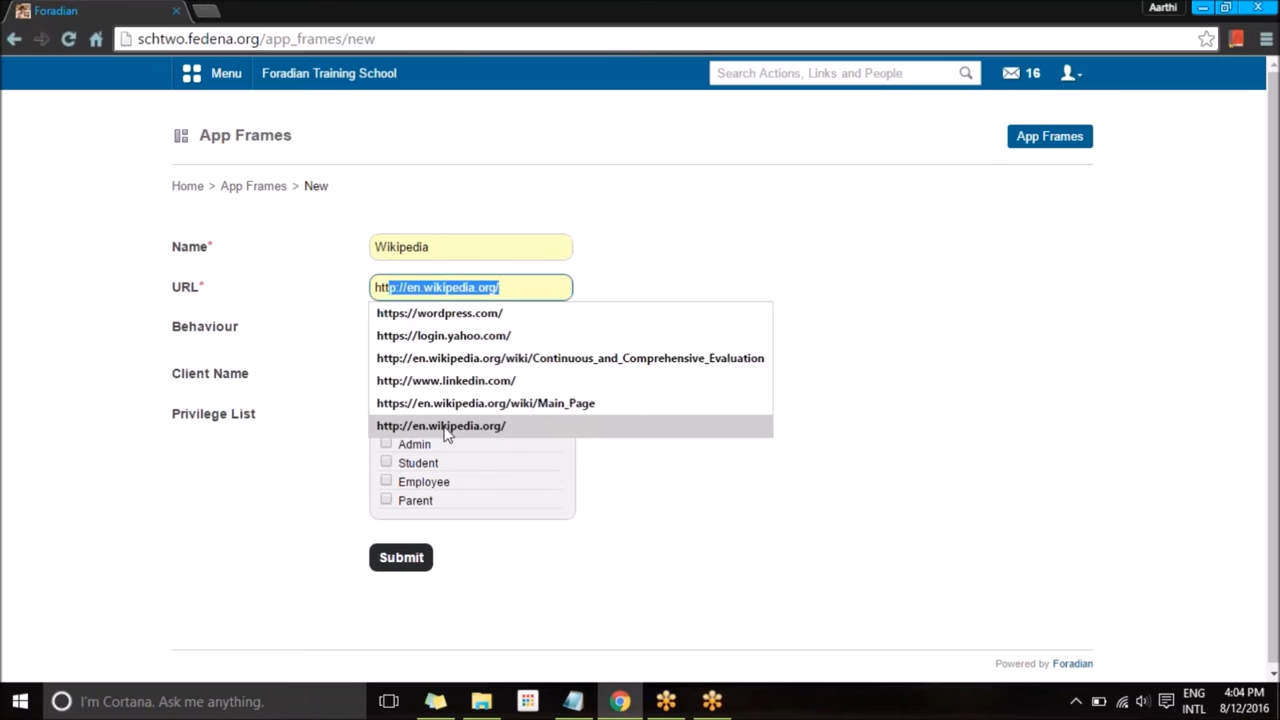 Foradian
Aarthi
schtwo.fedena.org/app_frames/new
Menu
Foradian Training School
Search Actions, Links and People
16
App Frames
App Frames
Home > App Frames > New
Name*
Wikipedia
URL*
http://en.wikipedia.org/
https://wordpress.com/
Behaviour
https://login.yahoo.com/
http://en.wikipedia.org/wiki/Continuous_and_Comprehensive_Evaluation
Client Name
http://www.linkedin.com/
https://en.wikipedia.org/wiki/Main_Page
Privilege List
http://en.wikipedia.org/
Admin
Student
Employee
Parent
Submit
Powered by Foradian
I'm Cortana. Ask me anything.
ENG
INTL
4:04 PM
8/12/2016